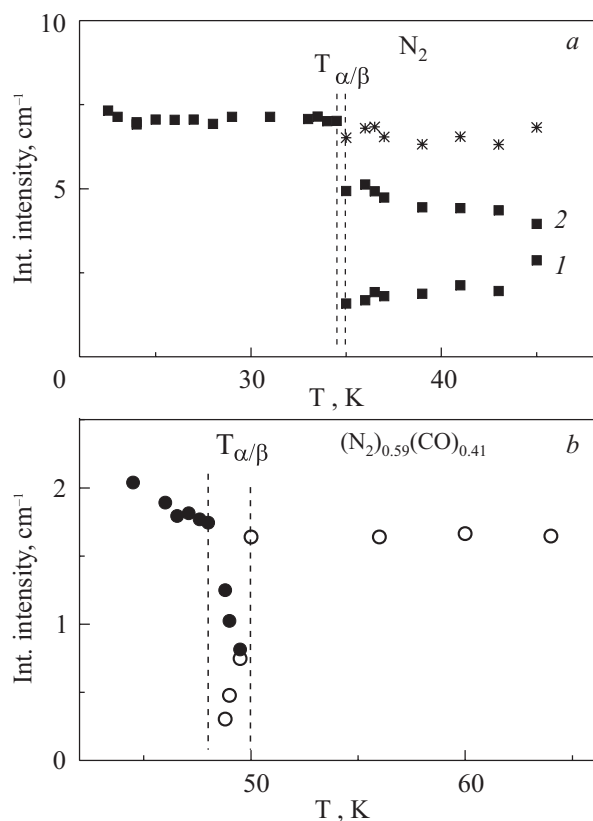 10
T α/β
N2
a
Int. intensity, cm–1
5
2
1
0
30
40
T , K
Tα/β
(N2)0.59(CO)0.41
b
2
Int. intensity, cm–1
1
0
50
60
T , K